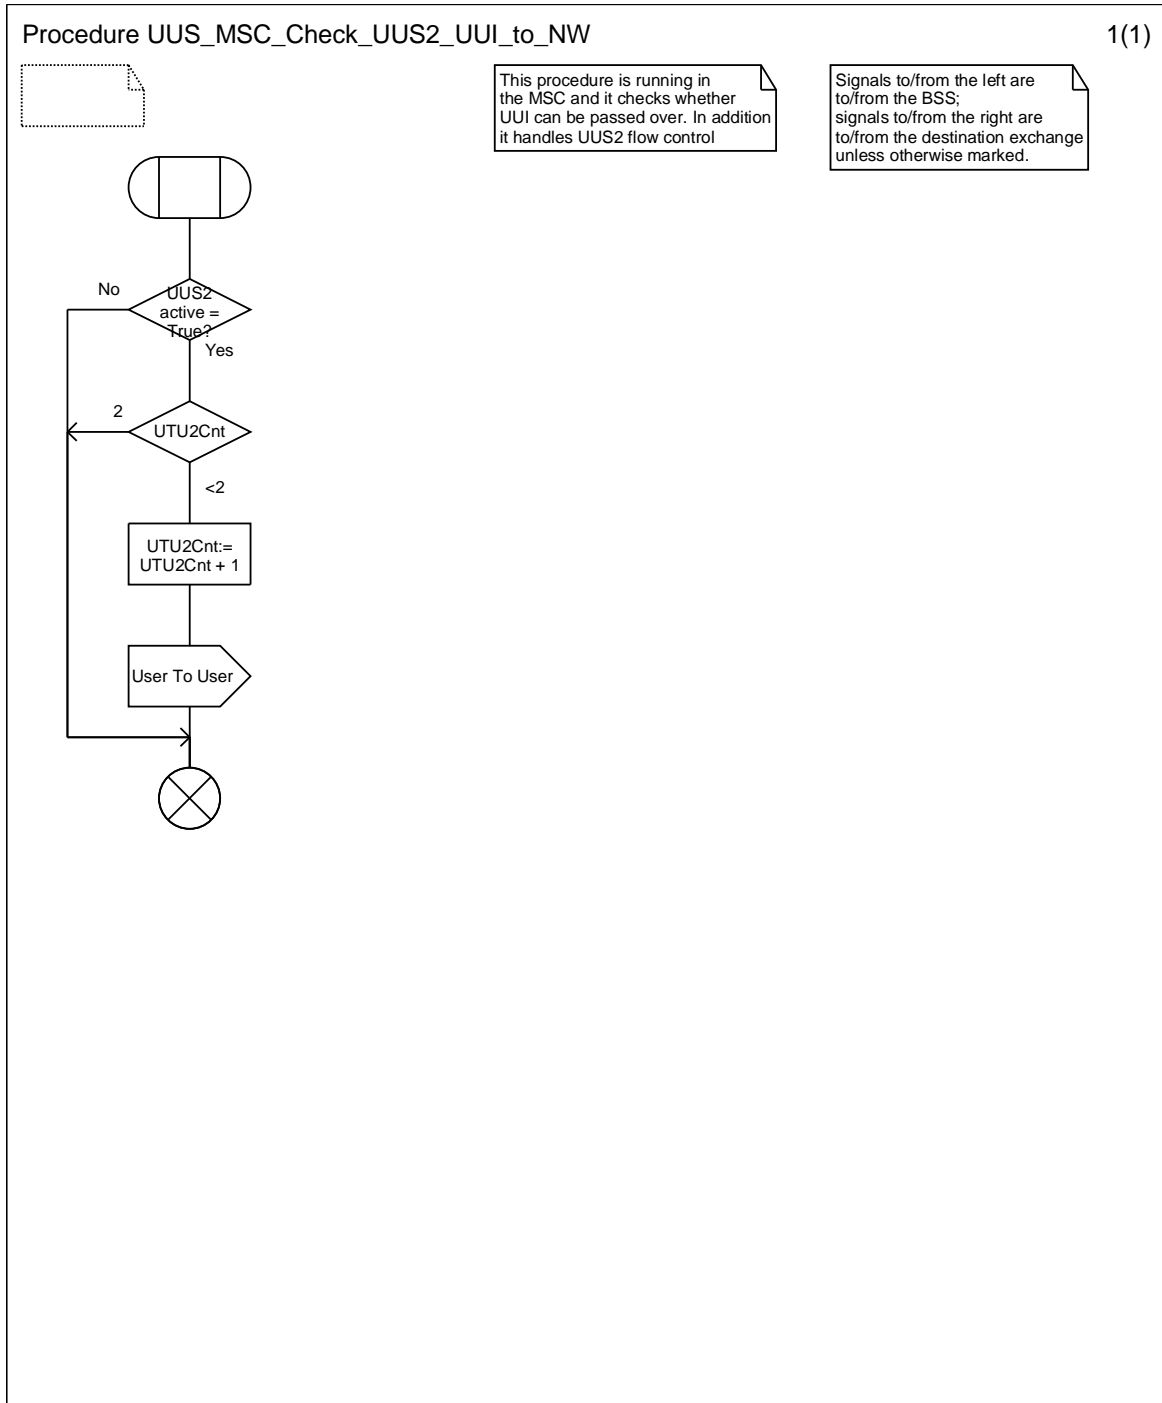 Procedure UUS_MSC_Check_UUS2_UUI_to_NW
1(1)
This procedure is running in
the MSC and it checks whether
UUI can be passed over. In addition
it handles UUS2 flow control
Signals to/from the left are
to/from the BSS;
signals to/from the right are
to/from the destination exchange
unless otherwise marked.
No
UUS2
active =
True?
Yes
2
UTU2Cnt
<2
UTU2Cnt:=
UTU2Cnt + 1
User To User